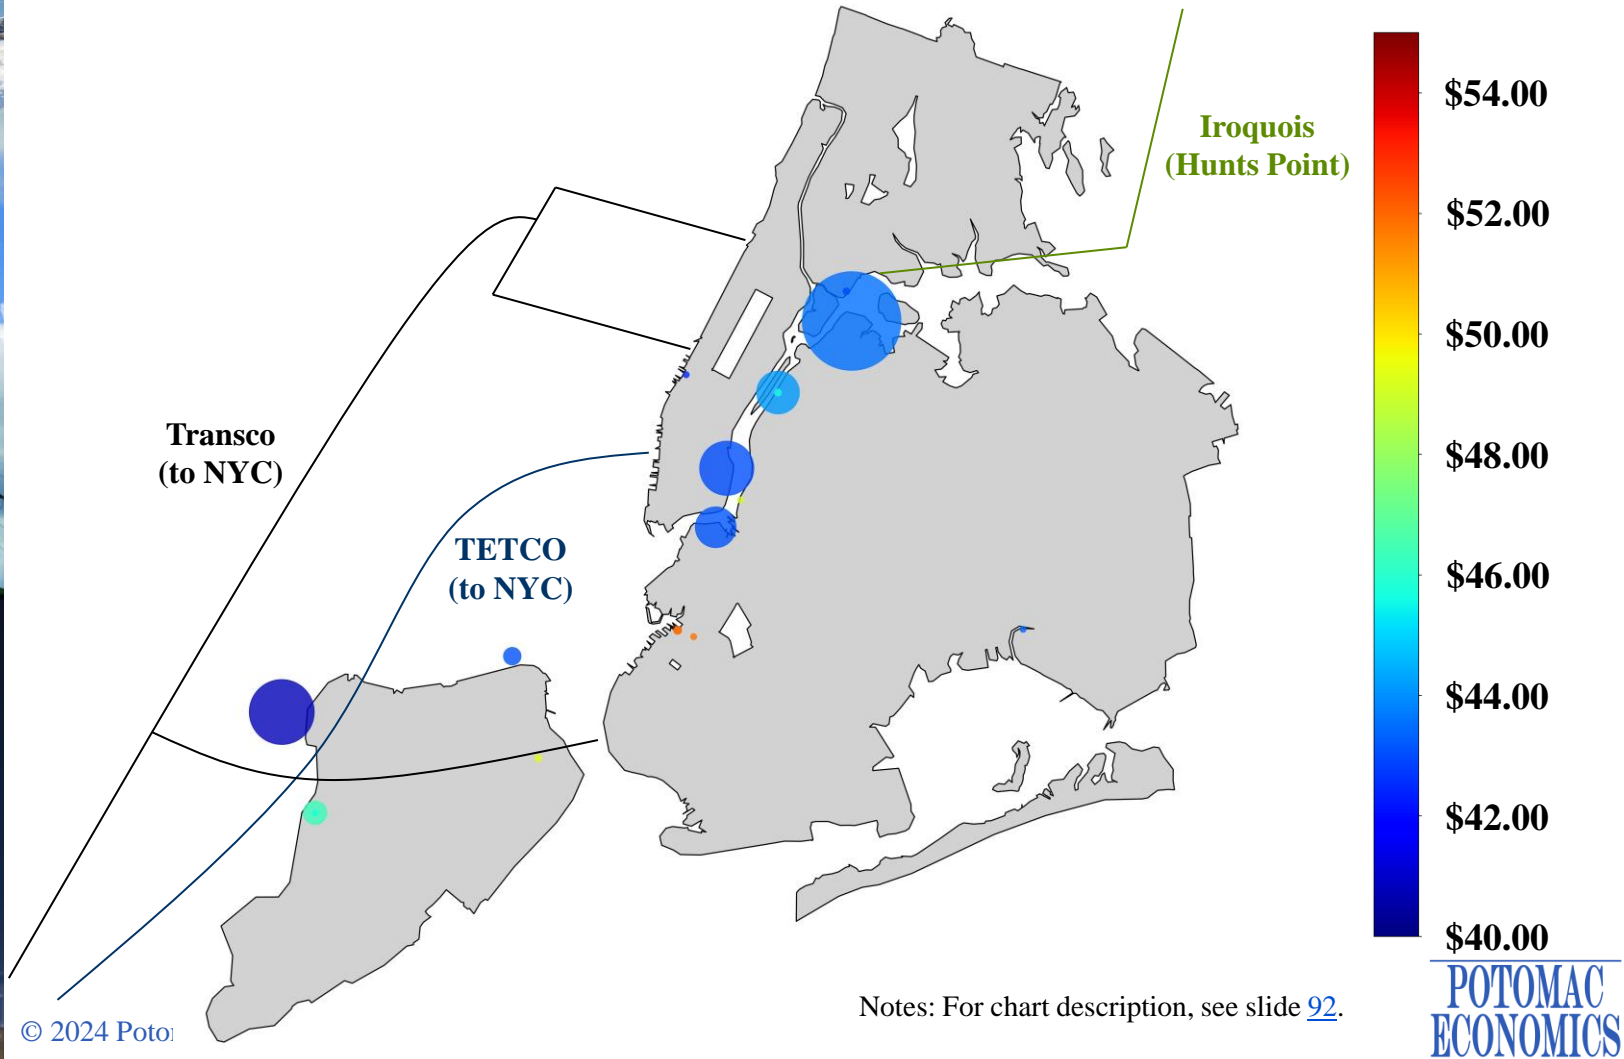 Iroquois
(Hunts Point)
Transco
(to NYC)
TETCO
(to NYC)
$54.00
$52.00
$50.00
$48.00
$46.00
$44.00
$42.00
$40.00
Notes: For chart description, see slide 92.
© 2024
POTOMAC
ECONOMICS